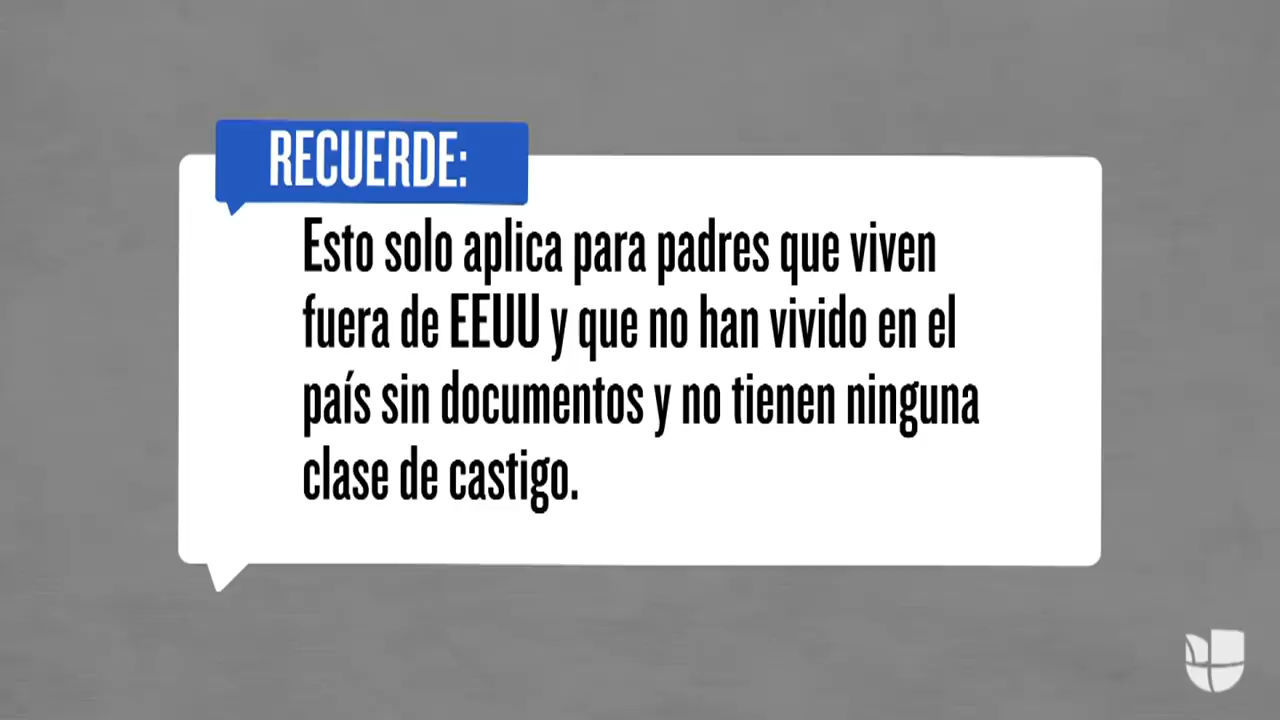 RECUERDE:
Esto solo aplica para padres que viven
fuera de EEUU y que no han vivido en el
país sin documentos y no tienen ninguna
clase de castigo.